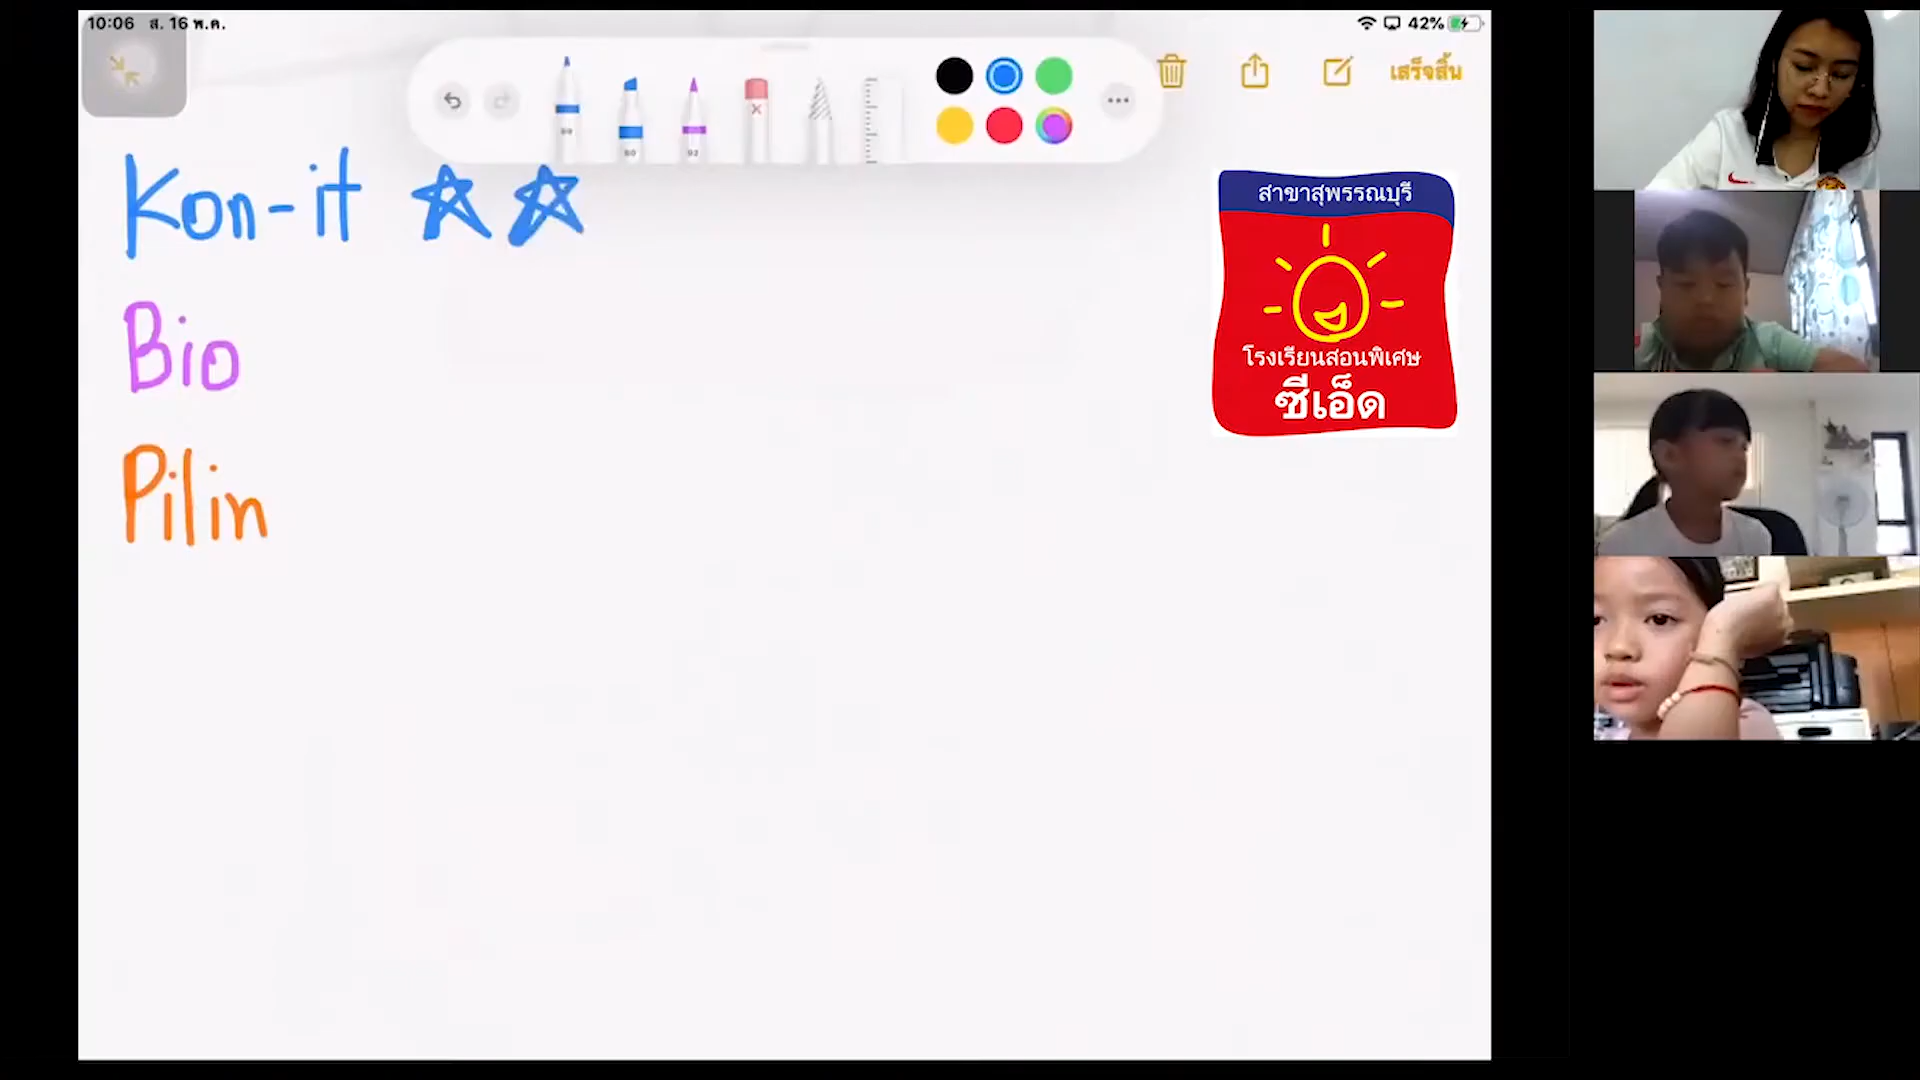 10:06 ส. 16 พ.ค.
42%
เสร็จสิ้น
Kon-it
สาขาสุพรรณบุรี
โรงเรียนสอนพิเศษ
ซีเอ็ด
Bio
Pilin